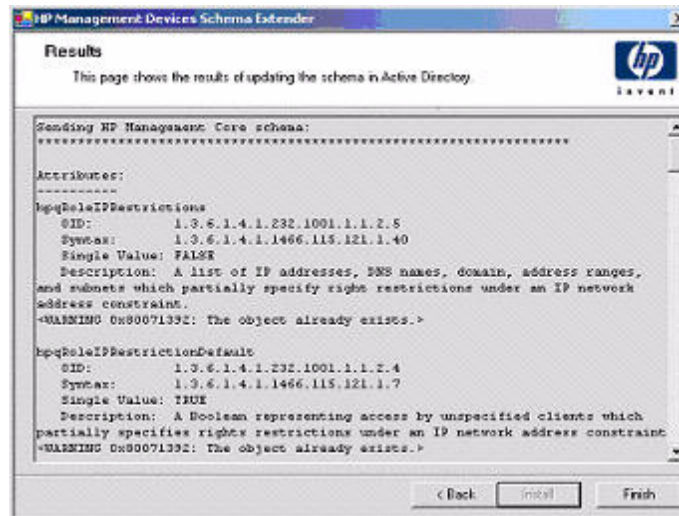 HP Management Devices Schema Extender
Results
This page shows the results of updating the schema in Active Directory.
hp
invent
Sending HP Management Core schema:
*******************************************************************
Attributes:
----------
hpqRoleIPRestrictions
OID: 1.3.6.1.4.1.232.1001.1.1.2.5
Syntax: 1.3.6.1.4.1.1466.115.121.1.40
Single Value: FALSE
Description: A list of IP addresses, DNS names, domain, address ranges,
and subnets which partially specify right restrictions under an IP network
address constraint.
<WARNING 0x80071392: The object already exists.>
hpqRoleIPRestrictionDefault
OID: 1.3.6.1.4.1.232.1001.1.1.2.4
Syntax: 1.3.6.1.4.1.1466.115.121.1.7
Single Value: TRUE
Description: A Boolean representing access by unspecified clients which
partially specifies rights restrictions under an IP network address constraint
<WARNING 0x80071392: The object already exists.>
< Back
Install
Finish